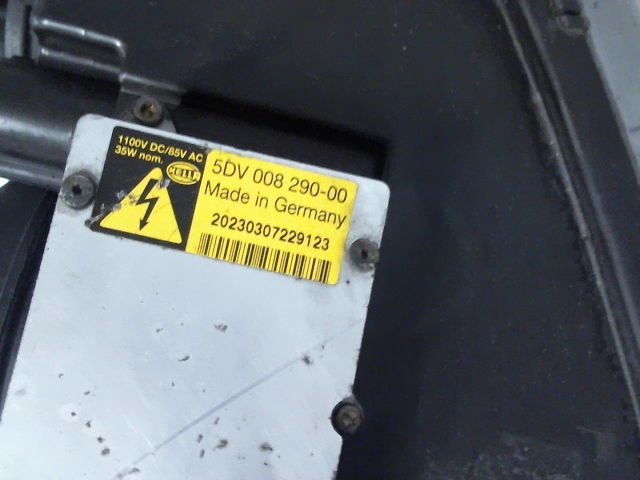 1100V DC/85V AC
35W nom.
HELLA
5DV 008 290-00
Made in Germany
20230307229123